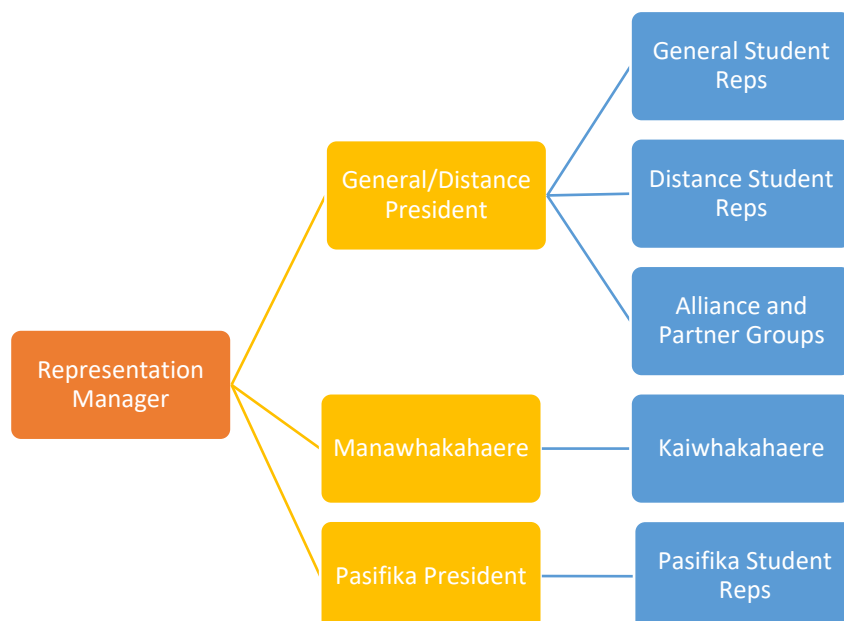 General Student
Reps
General/Distance
President
Distance Student
Reps
Alliance and
Partner Groups
Representation
Manager
Manawhakahaere
Kaiwhakahaere
Pasifika President
Pasifika Student
Reps